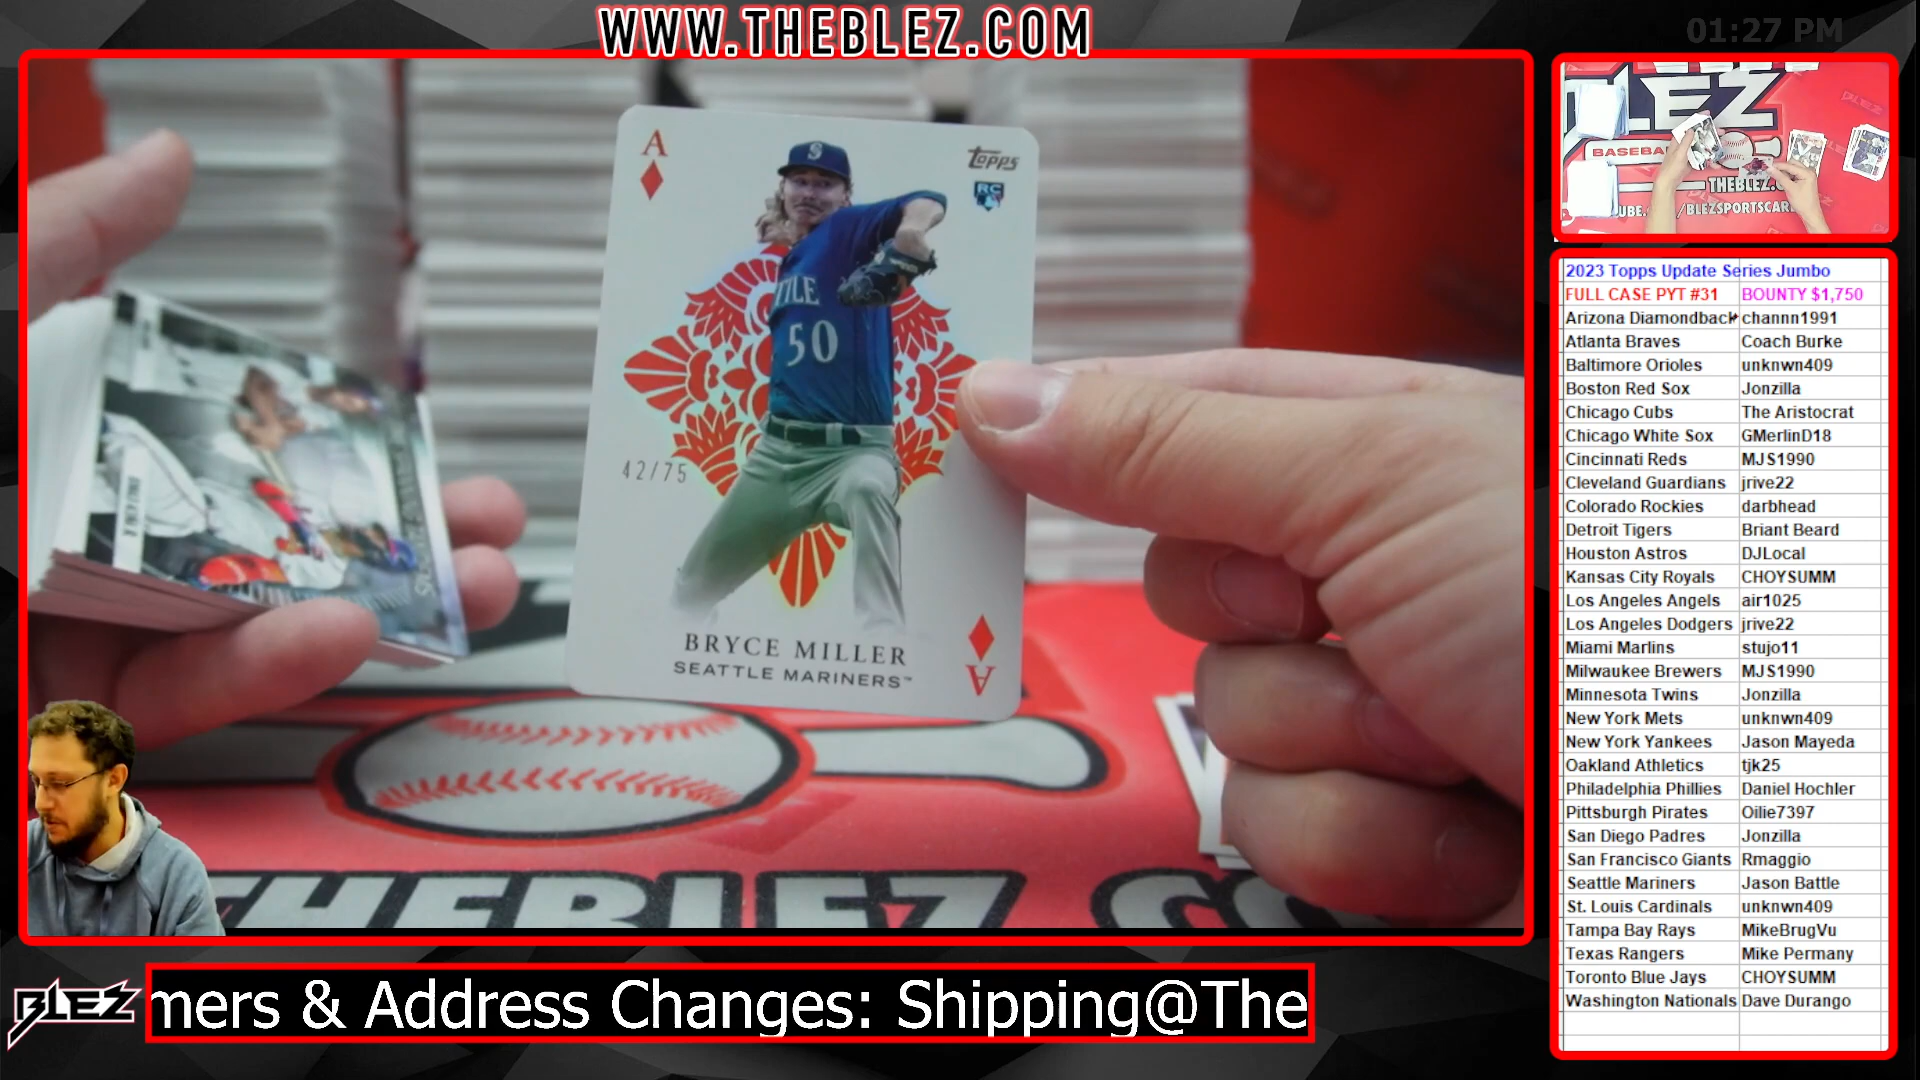 WWW.THEBLEZ.COM
01:27 PM
A
topps
RC
S
TTLE
50
42/75
BRYCE MILLER
SEATTLE MARINERS™
A
THEBLEZ.CO
LEZ
BASEBA
THEBLEZ.
UBE. /BLEZSPORTSCAR
2023 Topps Update Series Jumbo
FULL CASE PYT #31 BOUNTY $1,750
Arizona Diamondback channn1991
Atlanta Braves Coach Burke
Baltimore Orioles unknwn409
Boston Red Sox Jonzilla
Chicago Cubs The Aristocrat
Chicago White Sox GMerlinD18
Cincinnati Reds MJS1990
Cleveland Guardians jrive22
Colorado Rockies darbhead
Detroit Tigers Briant Beard
Houston Astros DJLocal
Kansas City Royals CHOYSUMM
Los Angeles Angels air1025
Los Angeles Dodgers jrive22
Miami Marlins stujo11
Milwaukee Brewers MJS1990
Minnesota Twins Jonzilla
New York Mets unknwn409
New York Yankees Jason Mayeda
Oakland Athletics tjk25
Philadelphia Phillies Daniel Hochler
Pittsburgh Pirates Oilie7397
San Diego Padres Jonzilla
San Francisco Giants Rmaggio
Seattle Mariners Jason Battle
St. Louis Cardinals unknwn409
Tampa Bay Rays MikeBrugVu
Texas Rangers Mike Permany
Toronto Blue Jays CHOYSUMM
Washington Nationals Dave Durango
BLEZ
mers & Address Changes: Shipping@The